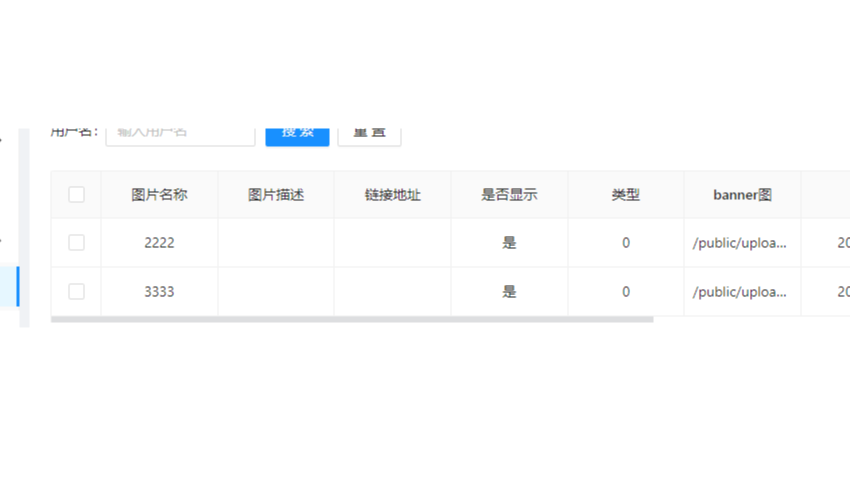 用户名： 输入用户名 搜 索 重 置
图片名称 图片描述 链接地址 是否显示 类型 banner图
2222 是 0 /public/uploa... 20
3333 是 0 /public/uploa... 20